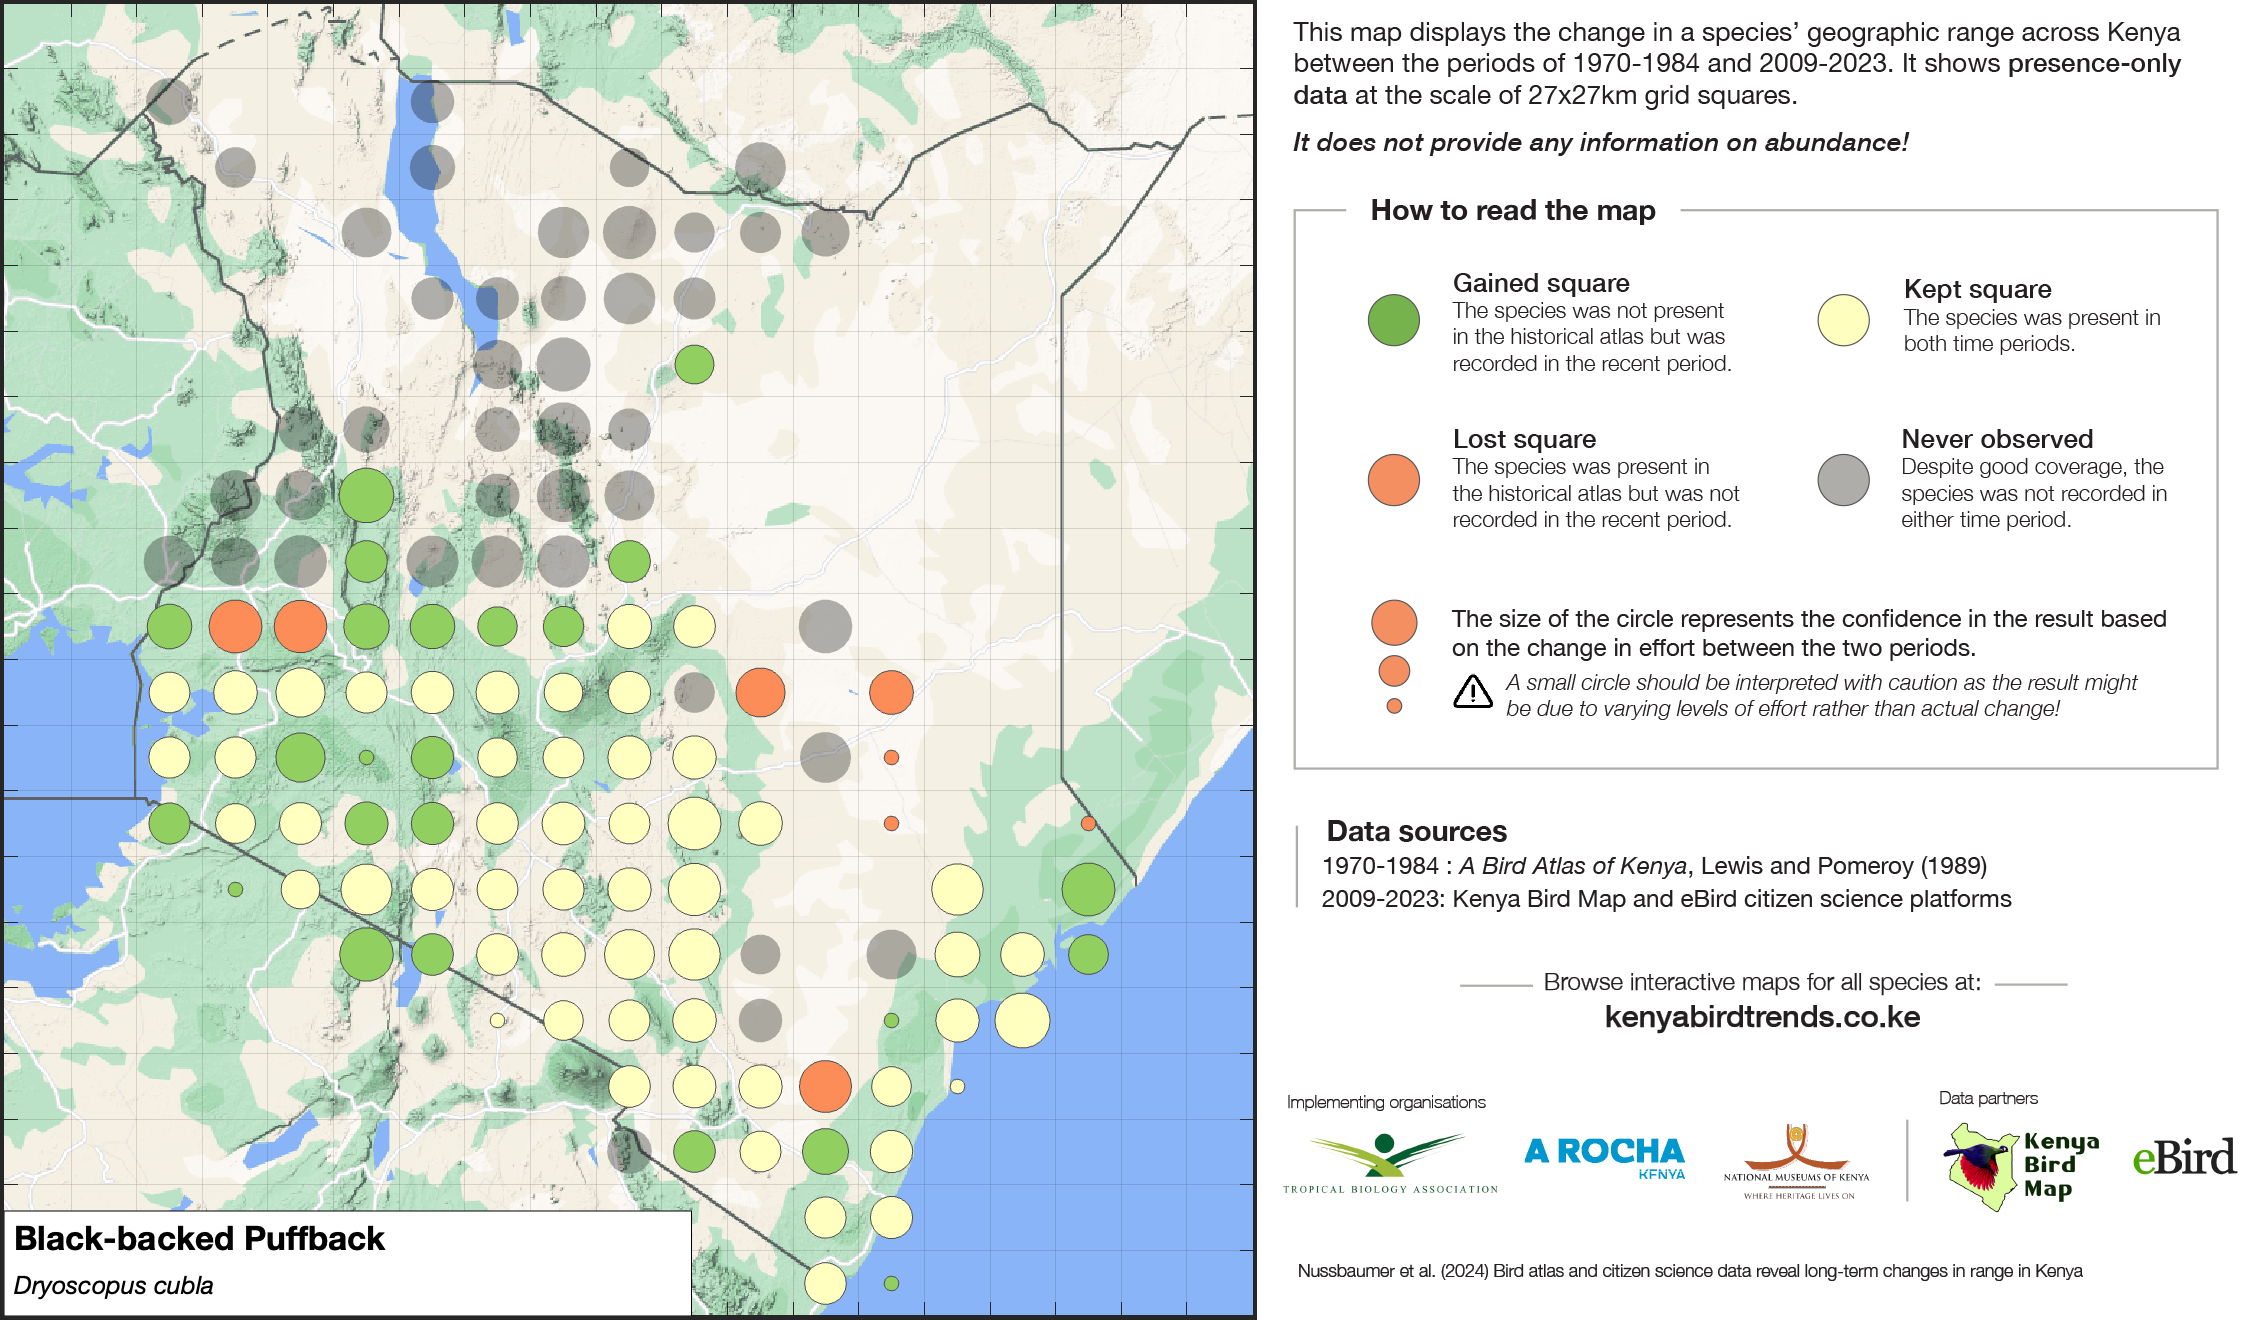 This map displays the change in a species' geographic range across Kenya
between the periods of 1970-1984 and 2009-2023. It shows presence-only
data at the scale of 27x27km grid squares.
It does not provide any information on abundance!
How to read the map
Gained square
The species was not present
in the historical atlas but was
recorded in the recent period.
Kept square
The species was present in
both time periods.
Lost square
The species was present in
the historical atlas but was not
recorded in the recent period.
Never observed
Despite good coverage, the
species was not recorded in
either time period.
The size of the circle represents the confidence in the result based
on the change in effort between the two periods.
A small circle should be interpreted with caution as the result might
be due to varying levels of effort rather than actual change!
Data sources
1970-1984 : A Bird Atlas of Kenya, Lewis and Pomeroy (1989)
2009-2023: Kenya Bird Map and eBird citizen science platforms
Browse interactive maps for all species at:
kenyabirdtrends.co.ke
Implementing organisations
Data partners
TROPICAL BIOLOGY ASSOCIATION
A ROCHA
KENYA
NATIONAL MUSEUMS OF KENYA
WHERE HERITAGE LIVES ON
Kenya
Bird
Map
eBird
Nussbaumer et al. (2024) Bird atlas and citizen science data reveal long-term changes in range in Kenya
Black-backed Puffback
Dryoscopus cubla